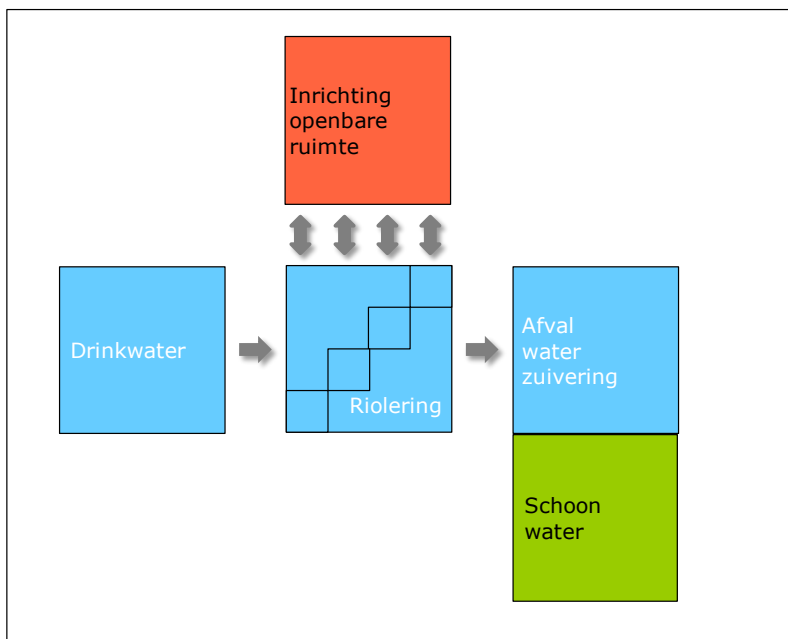 Inrichting
openbare
ruimte
Drinkwater
Riolering
Afval
water
zuivering
Schoon
water